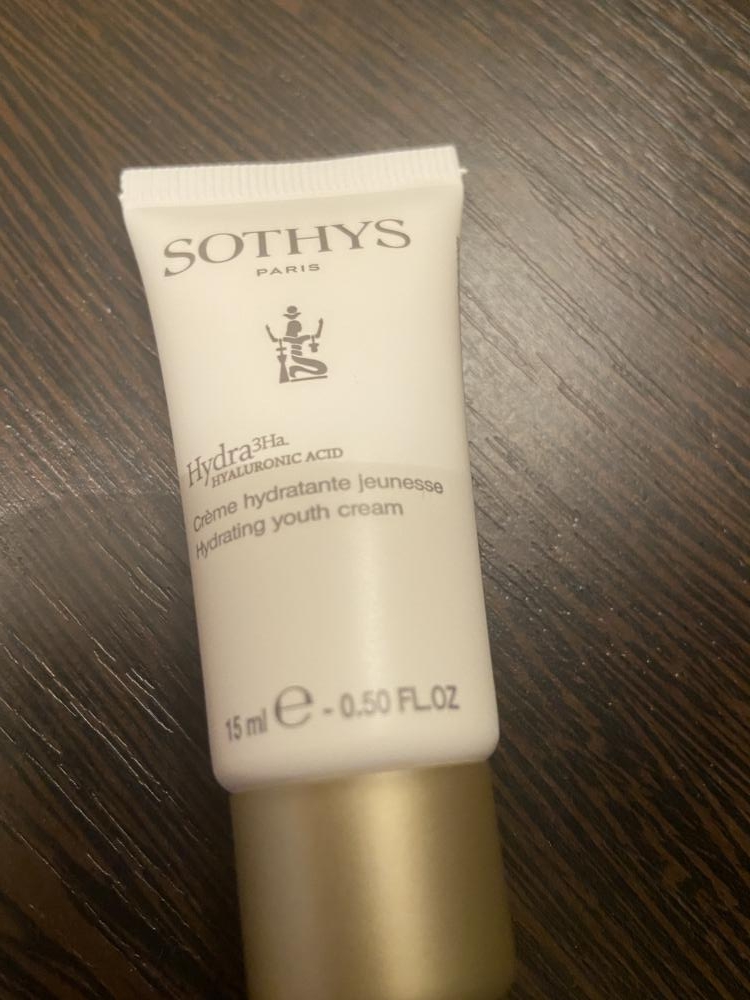 SOTHYS
PARIS
Hydra3Ha.
HYALURONIC ACID
Crème hydratante jeunesse
Hydrating youth cream
15 ml e - 0.50 FL.OZ